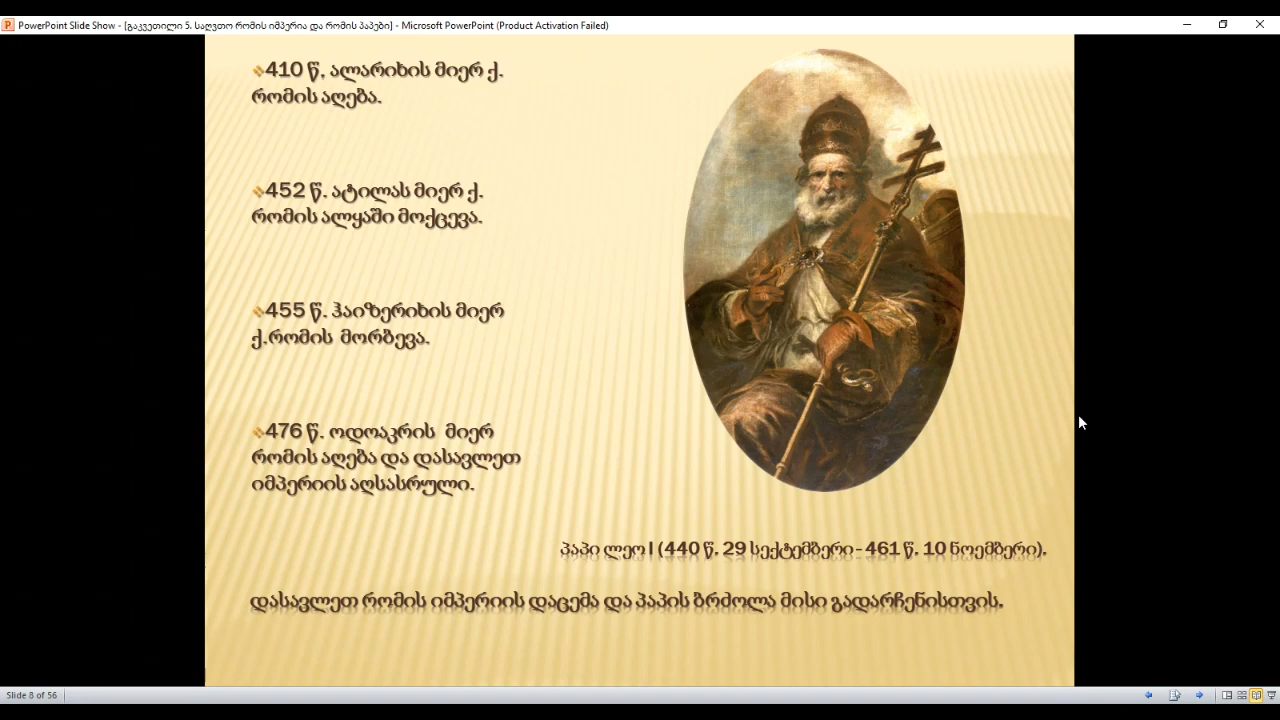 PowerPoint Slide Show - [გაკვეთილი 5. საღვთო რომის იმპერია და რომის პაპები] - Microsoft PowerPoint (Product Activation Failed)
410 წ, ალარიხის მიერ ქ.
რომის აღება.
452 წ. ატილას მიერ ქ.
რომის ალყაში მოქცევა.
455 წ. ჰაიზერიხის მიერ
ქ.რომის მორბევა.
476 წ. ოდოაკრის მიერ
რომის აღება და დასავლეთ
იმპერიის აღსასრული.
პაპი ლეო I (440 წ. 29 სექტემბერი - 461 წ. 10 ნოემბერი).
დასავლეთ რომის იმპერიის დაცემა და პაპის ბრძოლა მისი გადარჩენისთვის.
Slide 8 of 56